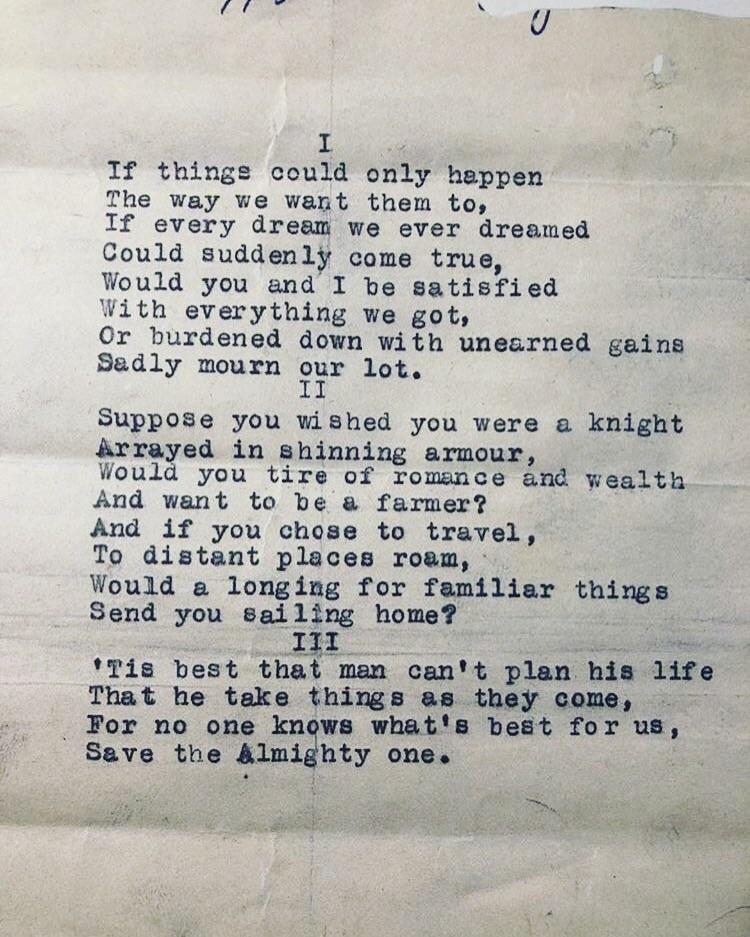 I
If things could only happen
The way we want them to,
If every dream we ever dreamed
Could suddenly come true,
Would you and I be satisfied
With everything we got,
Or burdened down with unearned gains
Sadly mourn our lot.
II
Suppose you wished you were a knight
Arrayed in shinning armour,
Would you tire of romance and wealth
And want to be a farmer?
And if you chose to travel,
To distant places roam,
Would a longing for familiar things
Send you sailing home?
III
'Tis best that man can't plan his life
That he take things as they come,
For no one knows what's best for us,
Save the Almighty one.